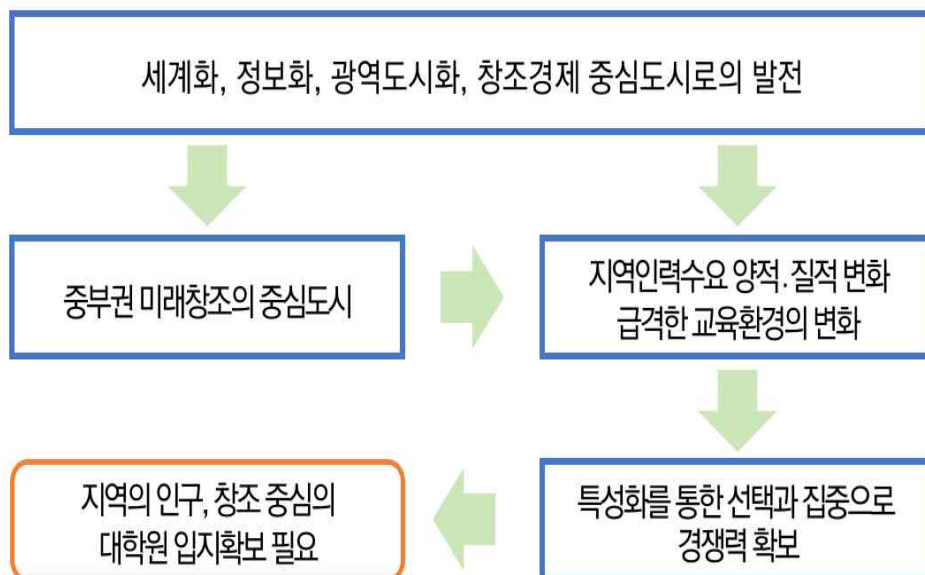 세계화, 정보화, 광역도시화, 창조경제 중심도시로의 발전
중부권 미래창조의 중심도시
지역인력수요 양적.질적 변화
급격한 교육환경의 변화
특성화를 통한 선택과 집중으로
경쟁력 확보
지역의 인구, 창조 중심의
대학원 입지확보 필요